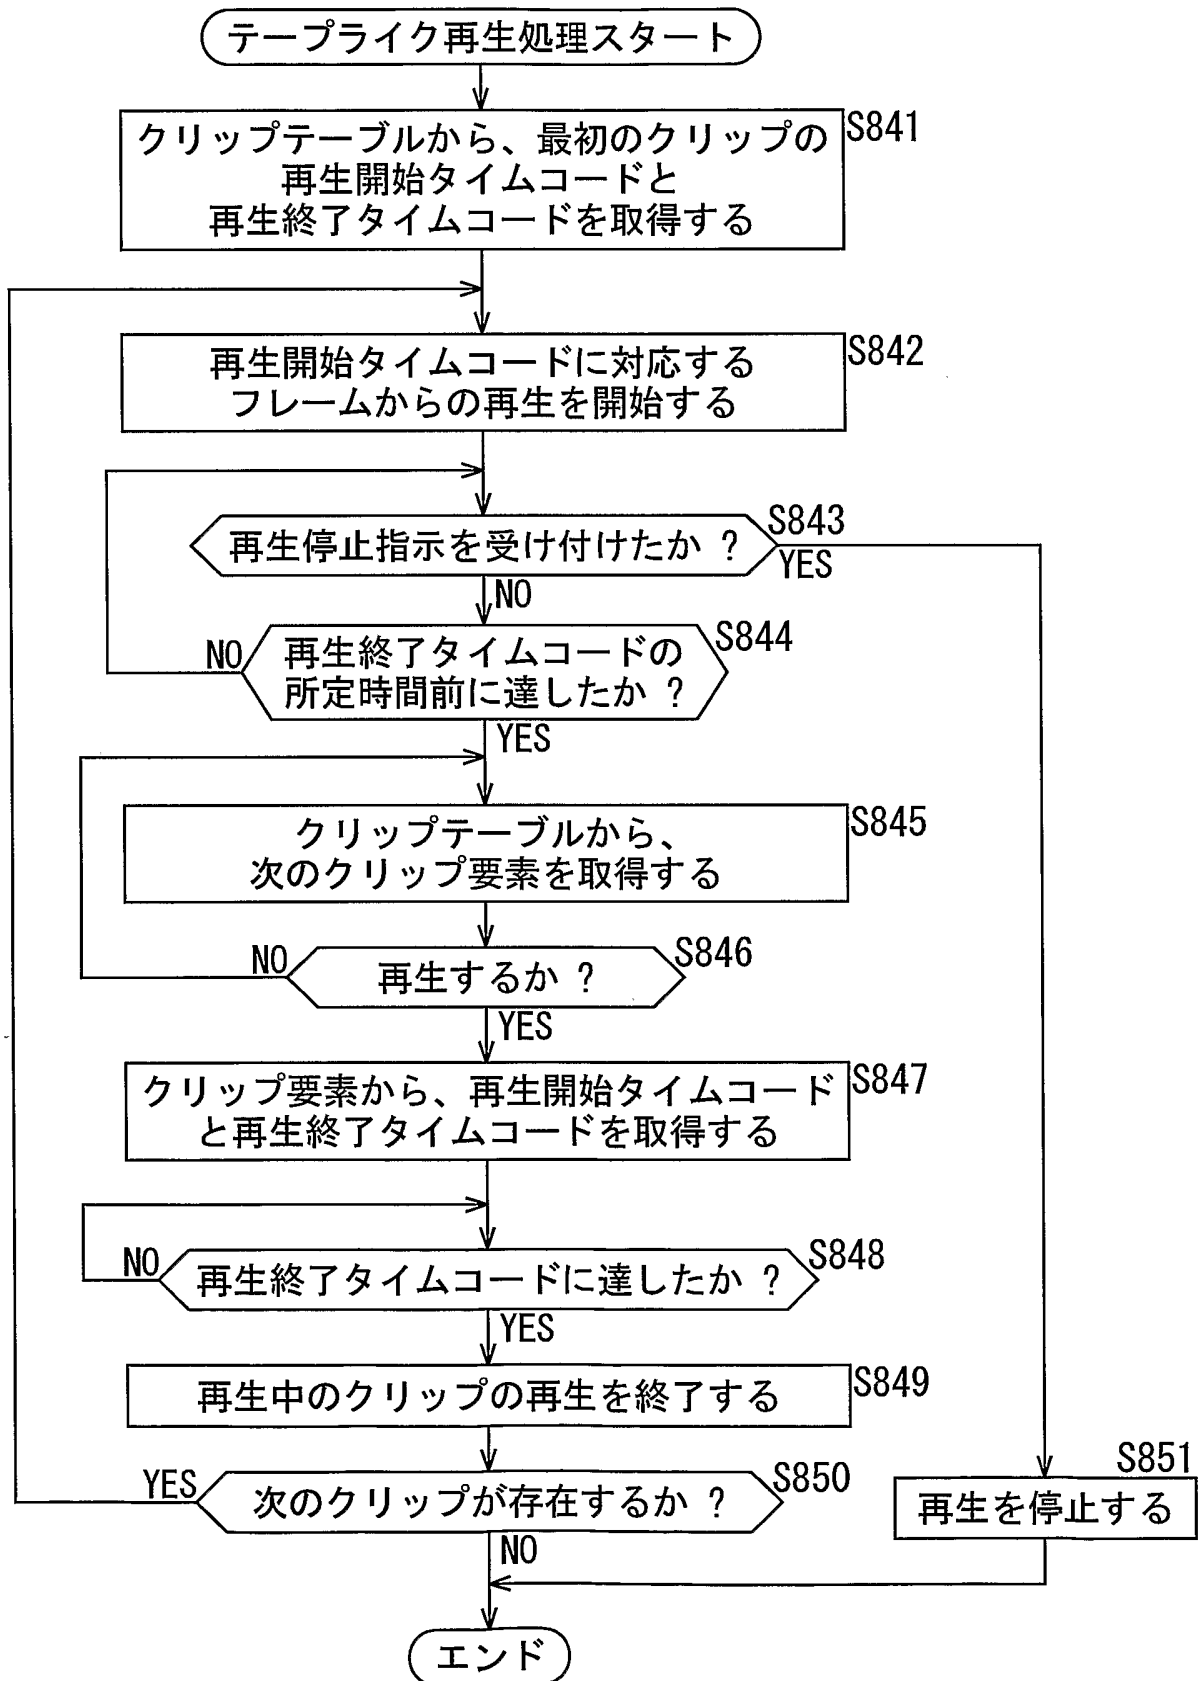 テープライク再生処理スタート
S841
クリップテーブルから、最初のクリップの
再生開始タイムコードと
再生終了タイムコードを取得する
S842
再生開始タイムコードに対応する
フレームからの再生を開始する
S843
再生停止指示を受け付けたか ?
YES
NO
S844
再生終了タイムコードの
所定時間前に達したか ?
NO
YES
S845
クリップテーブルから、
次のクリップ要素を取得する
S846
再生するか ?
NO
YES
S847
クリップ要素から、再生開始タイムコード
と再生終了タイムコードを取得する
S848
再生終了タイムコードに達したか ?
NO
YES
S849
再生中のクリップの再生を終了する
S850
次のクリップが存在するか ?
YES
NO
S851
再生を停止する
エンド